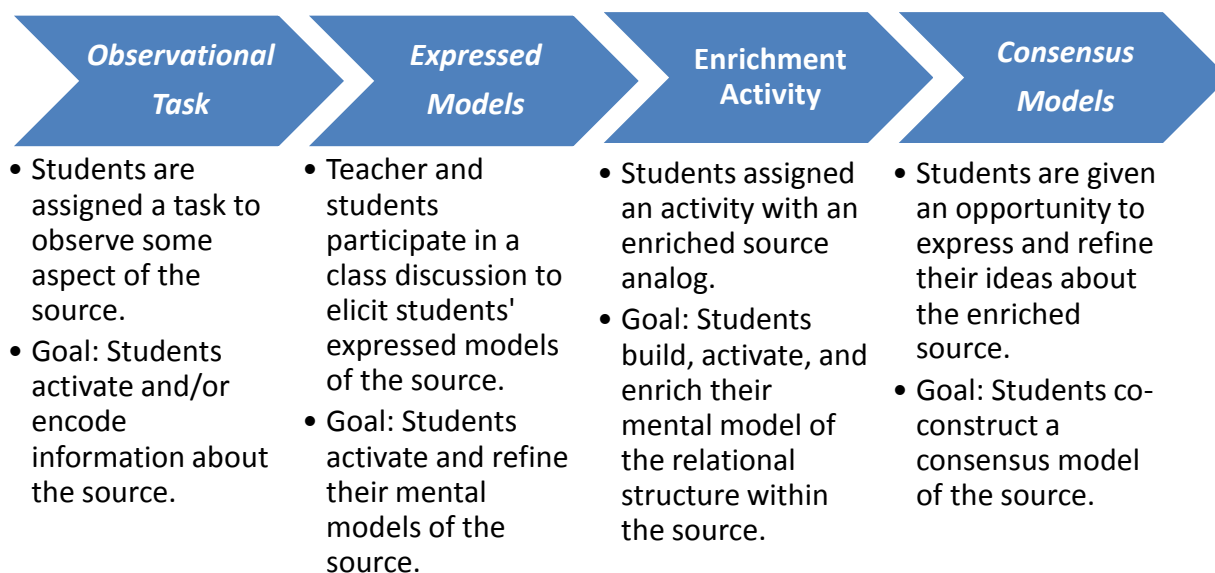 Observational
Task
• Students are
assigned a task to
observe some
aspect of the
source.
• Goal: Students
activate and/or
encode
information about
the source.
Expressed
Models
• Teacher and
students
participate in a
class discussion to
elicit students'
expressed models
of the source.
• Goal: Students
activate and refine
their mental
models of the
source.
Enrichment
Activity
• Students assigned
an activity with an
enriched source
analog.
• Goal: Students
build, activate, and
enrich their
mental model of
the relational
structure within
the source.
Consensus
Models
• Students are given
an opportunity to
express and refine
their ideas about
the enriched
source.
• Goal: Students co-
construct a
consensus model
of the source.